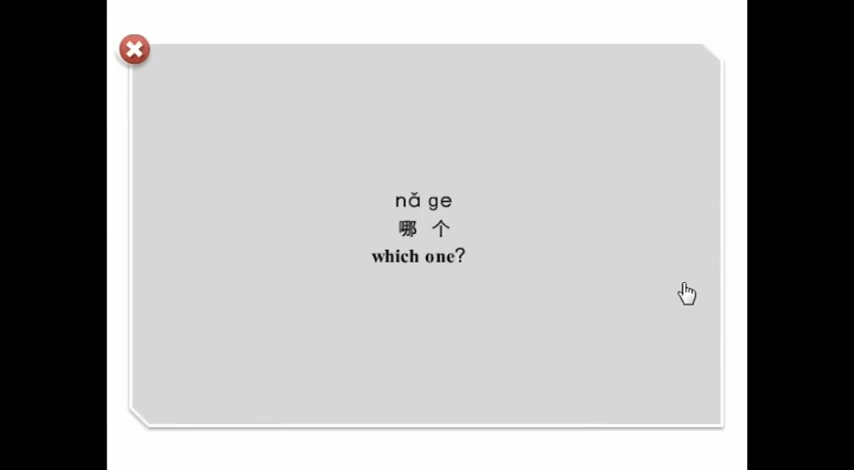 nǎ ge
哪 个
which one?